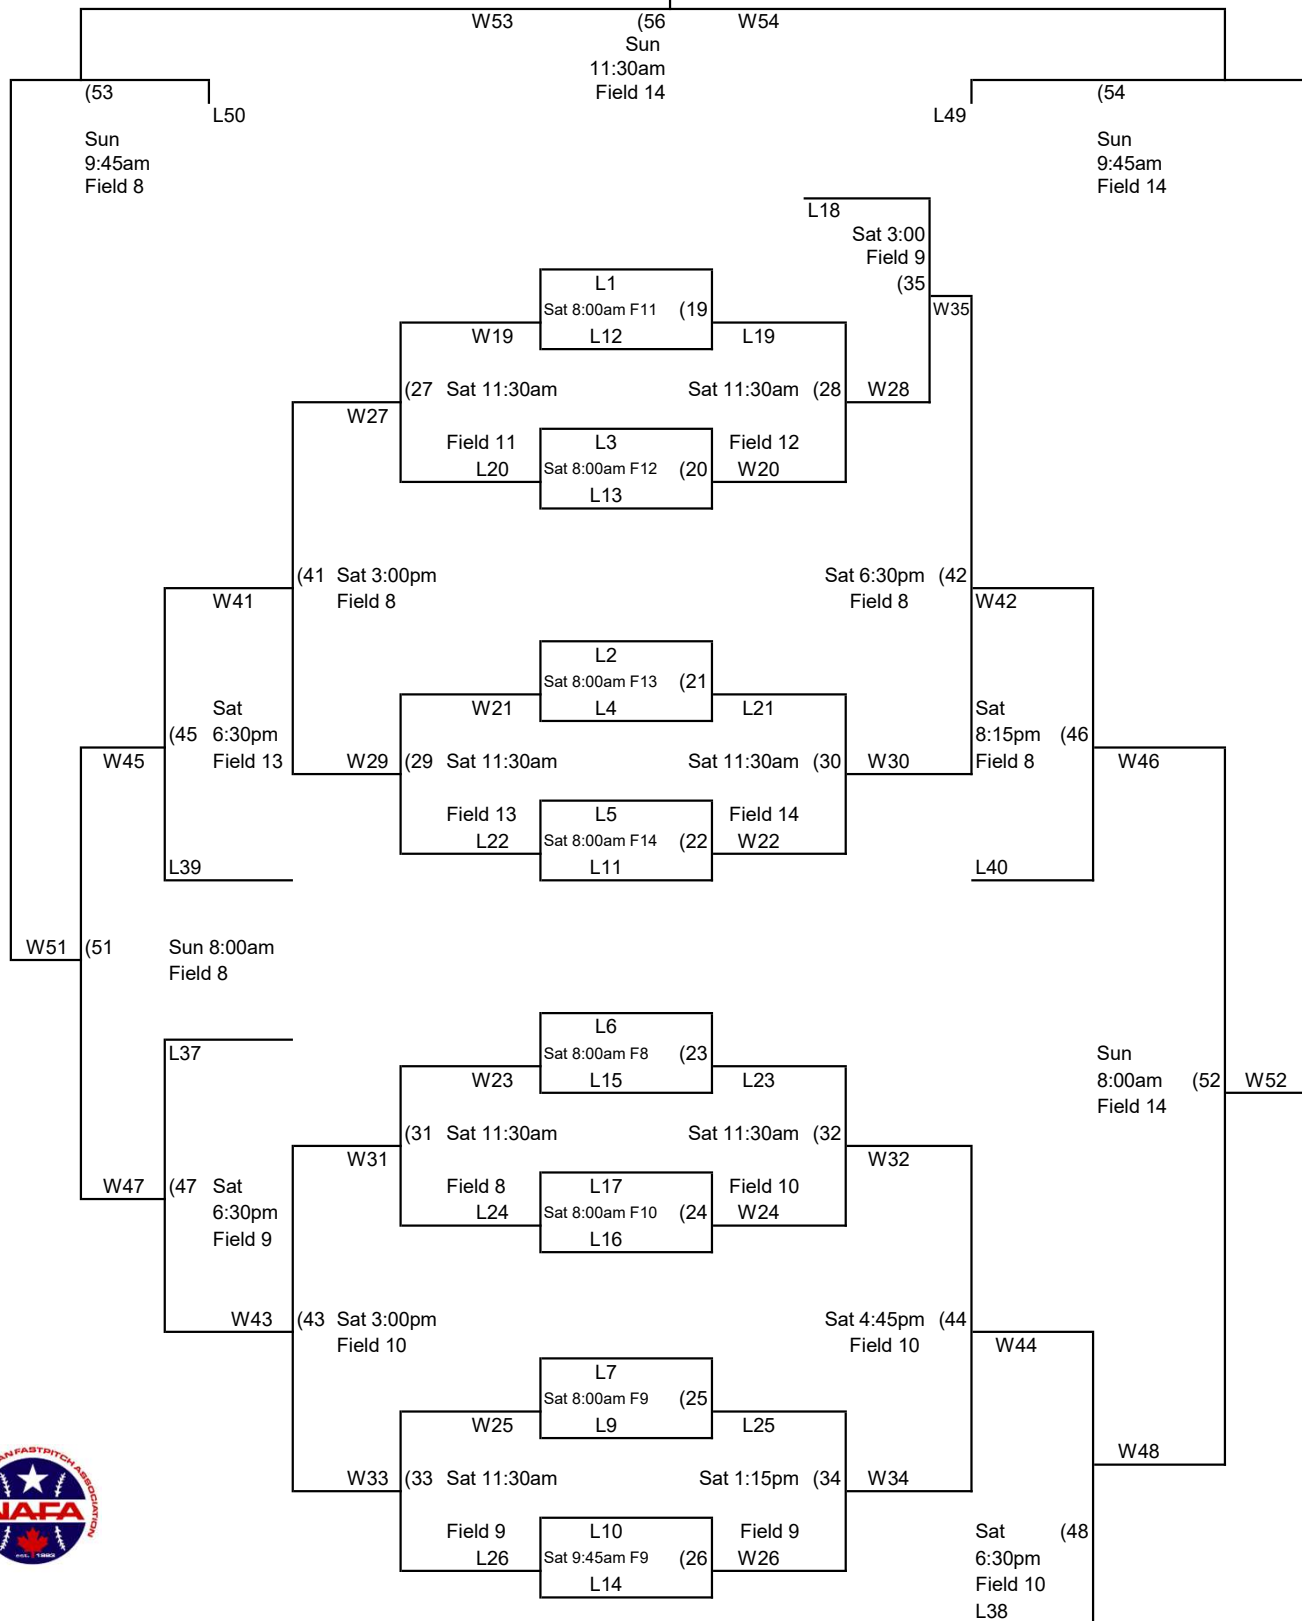 W53 (56 W54
Sun
11:30am
Field 14
(53
L50
L49
(54
Sun
9:45am
Field 8
Sun
9:45am
Field 14
L18
Sat 3:00
Field 9
(35
W35
L1
Sat 8:00am F11 (19
L12
W19
L19
(27 Sat 11:30am
Sat 11:30am (28
W28
W27
Field 11
L3
Field 12
L20
Sat 8:00am F12 (20
W20
L13
(41 Sat 3:00pm
Field 8
Sat 6:30pm (42
Field 8
W41
W42
L2
Sat 8:00am F13 (21
L4
W21
L21
Sat
(45 6:30pm
Field 13
Sat
8:15pm (46
Field 8
W45
W29
(29 Sat 11:30am
Sat 11:30am (30
W30
W46
Field 13
L5
Field 14
L22
Sat 8:00am F14 (22
W22
L11
L39
L40
W51
(51 Sun 8:00am
Field 8
L6
Sat 8:00am F8 (23
L15
L37
W23
L23
Sun
8:00am (52
Field 14
W52
(31 Sat 11:30am
Sat 11:30am (32
W31
W32
Field 8
L17
Field 10
L24
Sat 8:00am F10 (24
W24
L16
W47
(47 Sat
6:30pm
Field 9
W43
(43 Sat 3:00pm
Field 10
Sat 4:45pm (44
Field 10
W44
L7
Sat 8:00am F9 (25
L9
W25
L25
W33
(33 Sat 11:30am
Sat 1:15pm (34
W34
W48
Field 9
L10
Field 9
L26
Sat 9:45am F9 (26
W26
L14
Sat (48
6:30pm
Field 10
L38
AN FASTPITCH ASSOCIATION
NAFA
est. 1993